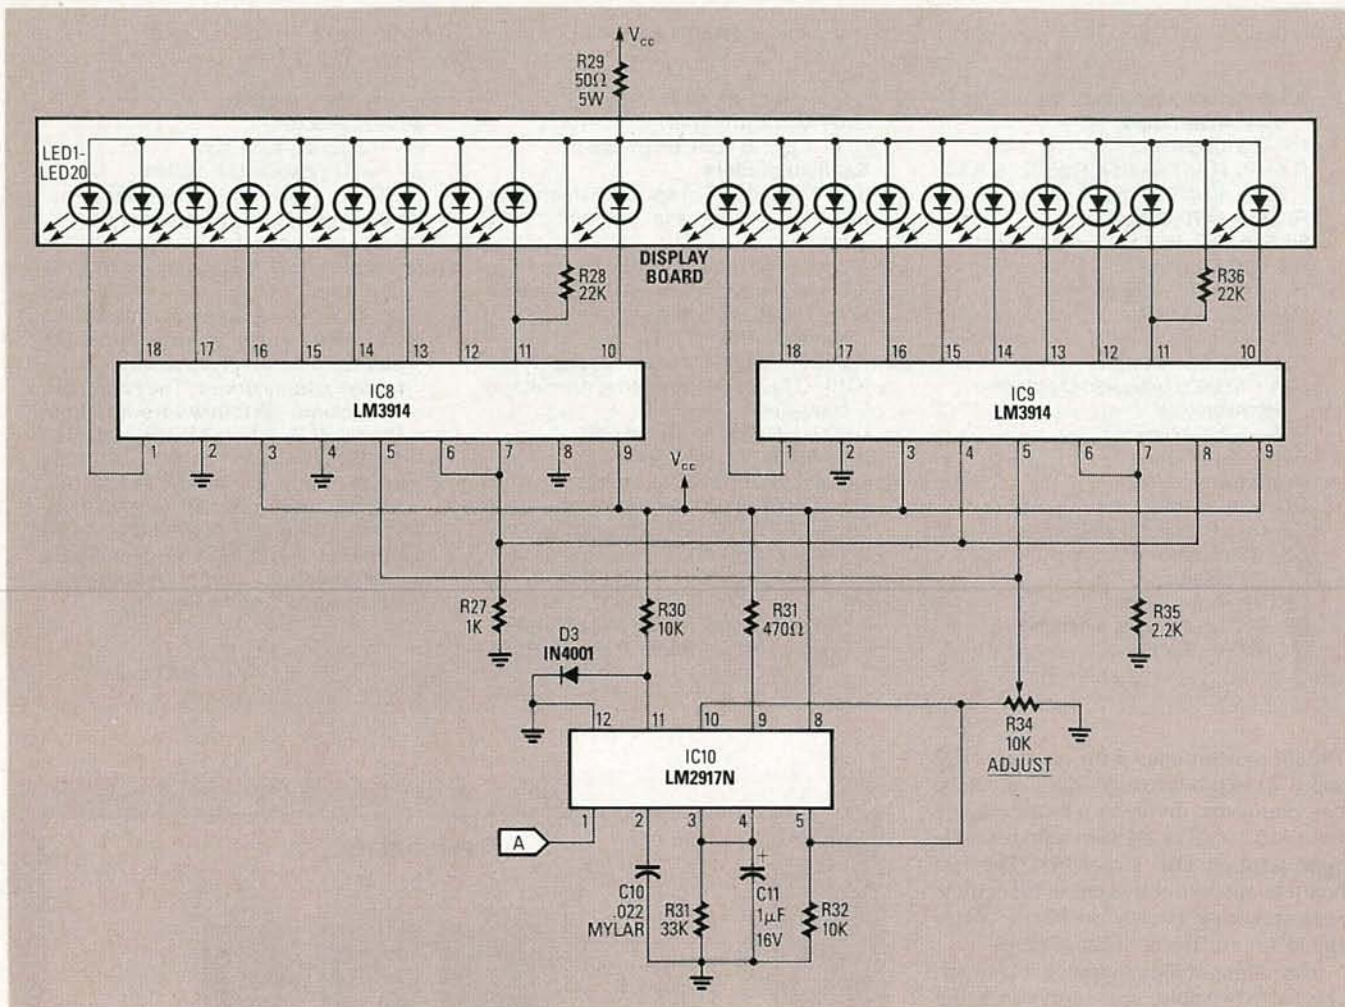 Vcc
R29
50Ω
5W
LED1-
LED20
DISPLAY
BOARD
R28
22K
R36
22K
18 17 16 15 14 13 12 11 10
IC8
LM3914
1 2 3 4 5 6 7 8 9
18 17 16 15 14 13 12 11 10
IC9
LM3914
1 2 3 4 5 6 7 8 9
Vcc
R27
1K
R30
10K
R31
470Ω
R35
2.2K
D3
IN4001
12 11 10 9 8
R34
10K
ADJUST
IC10
LM2917N
1 2 3 4 5
A
C10
.022
MYLAR
R31
33K
+
C11
1µF
16V
R32
10K